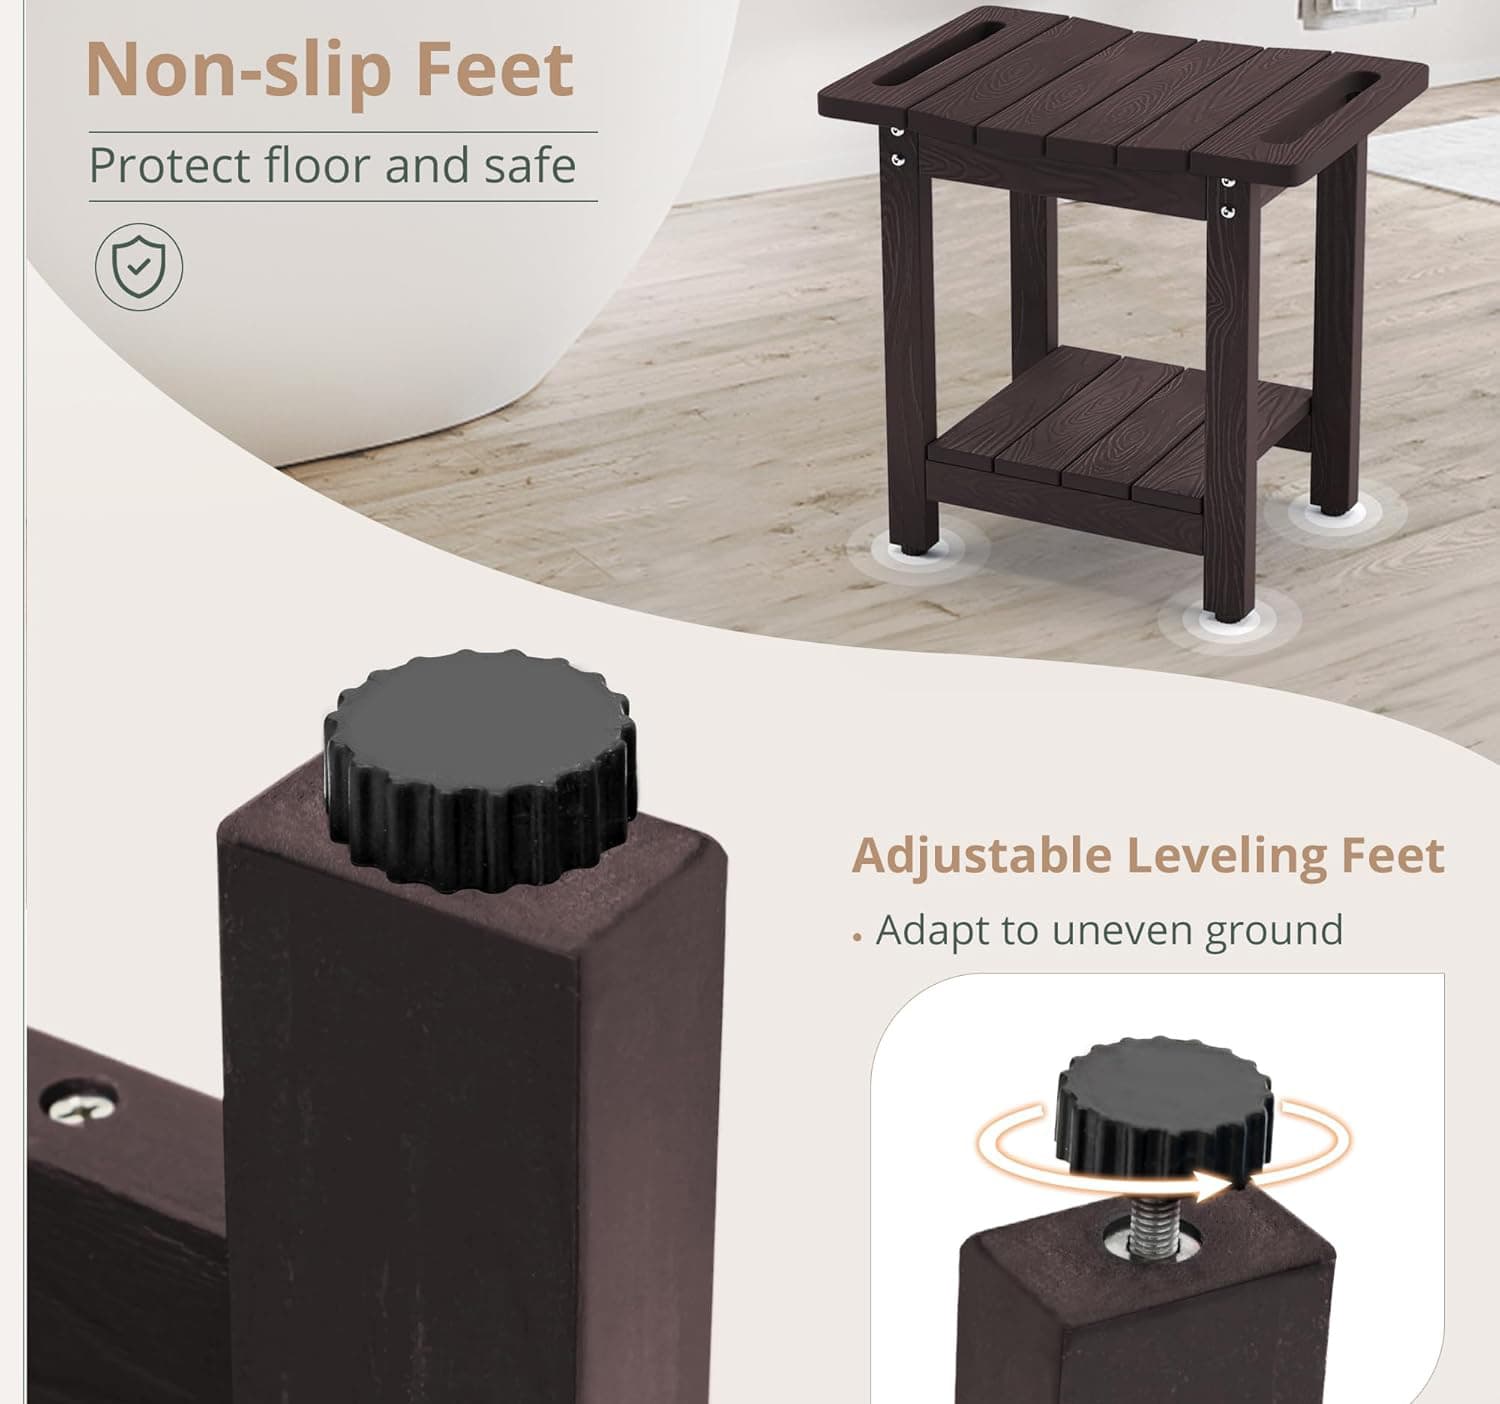 Non-slip Feet
Protect floor and safe
Adjustable Leveling Feet
• Adapt to uneven ground